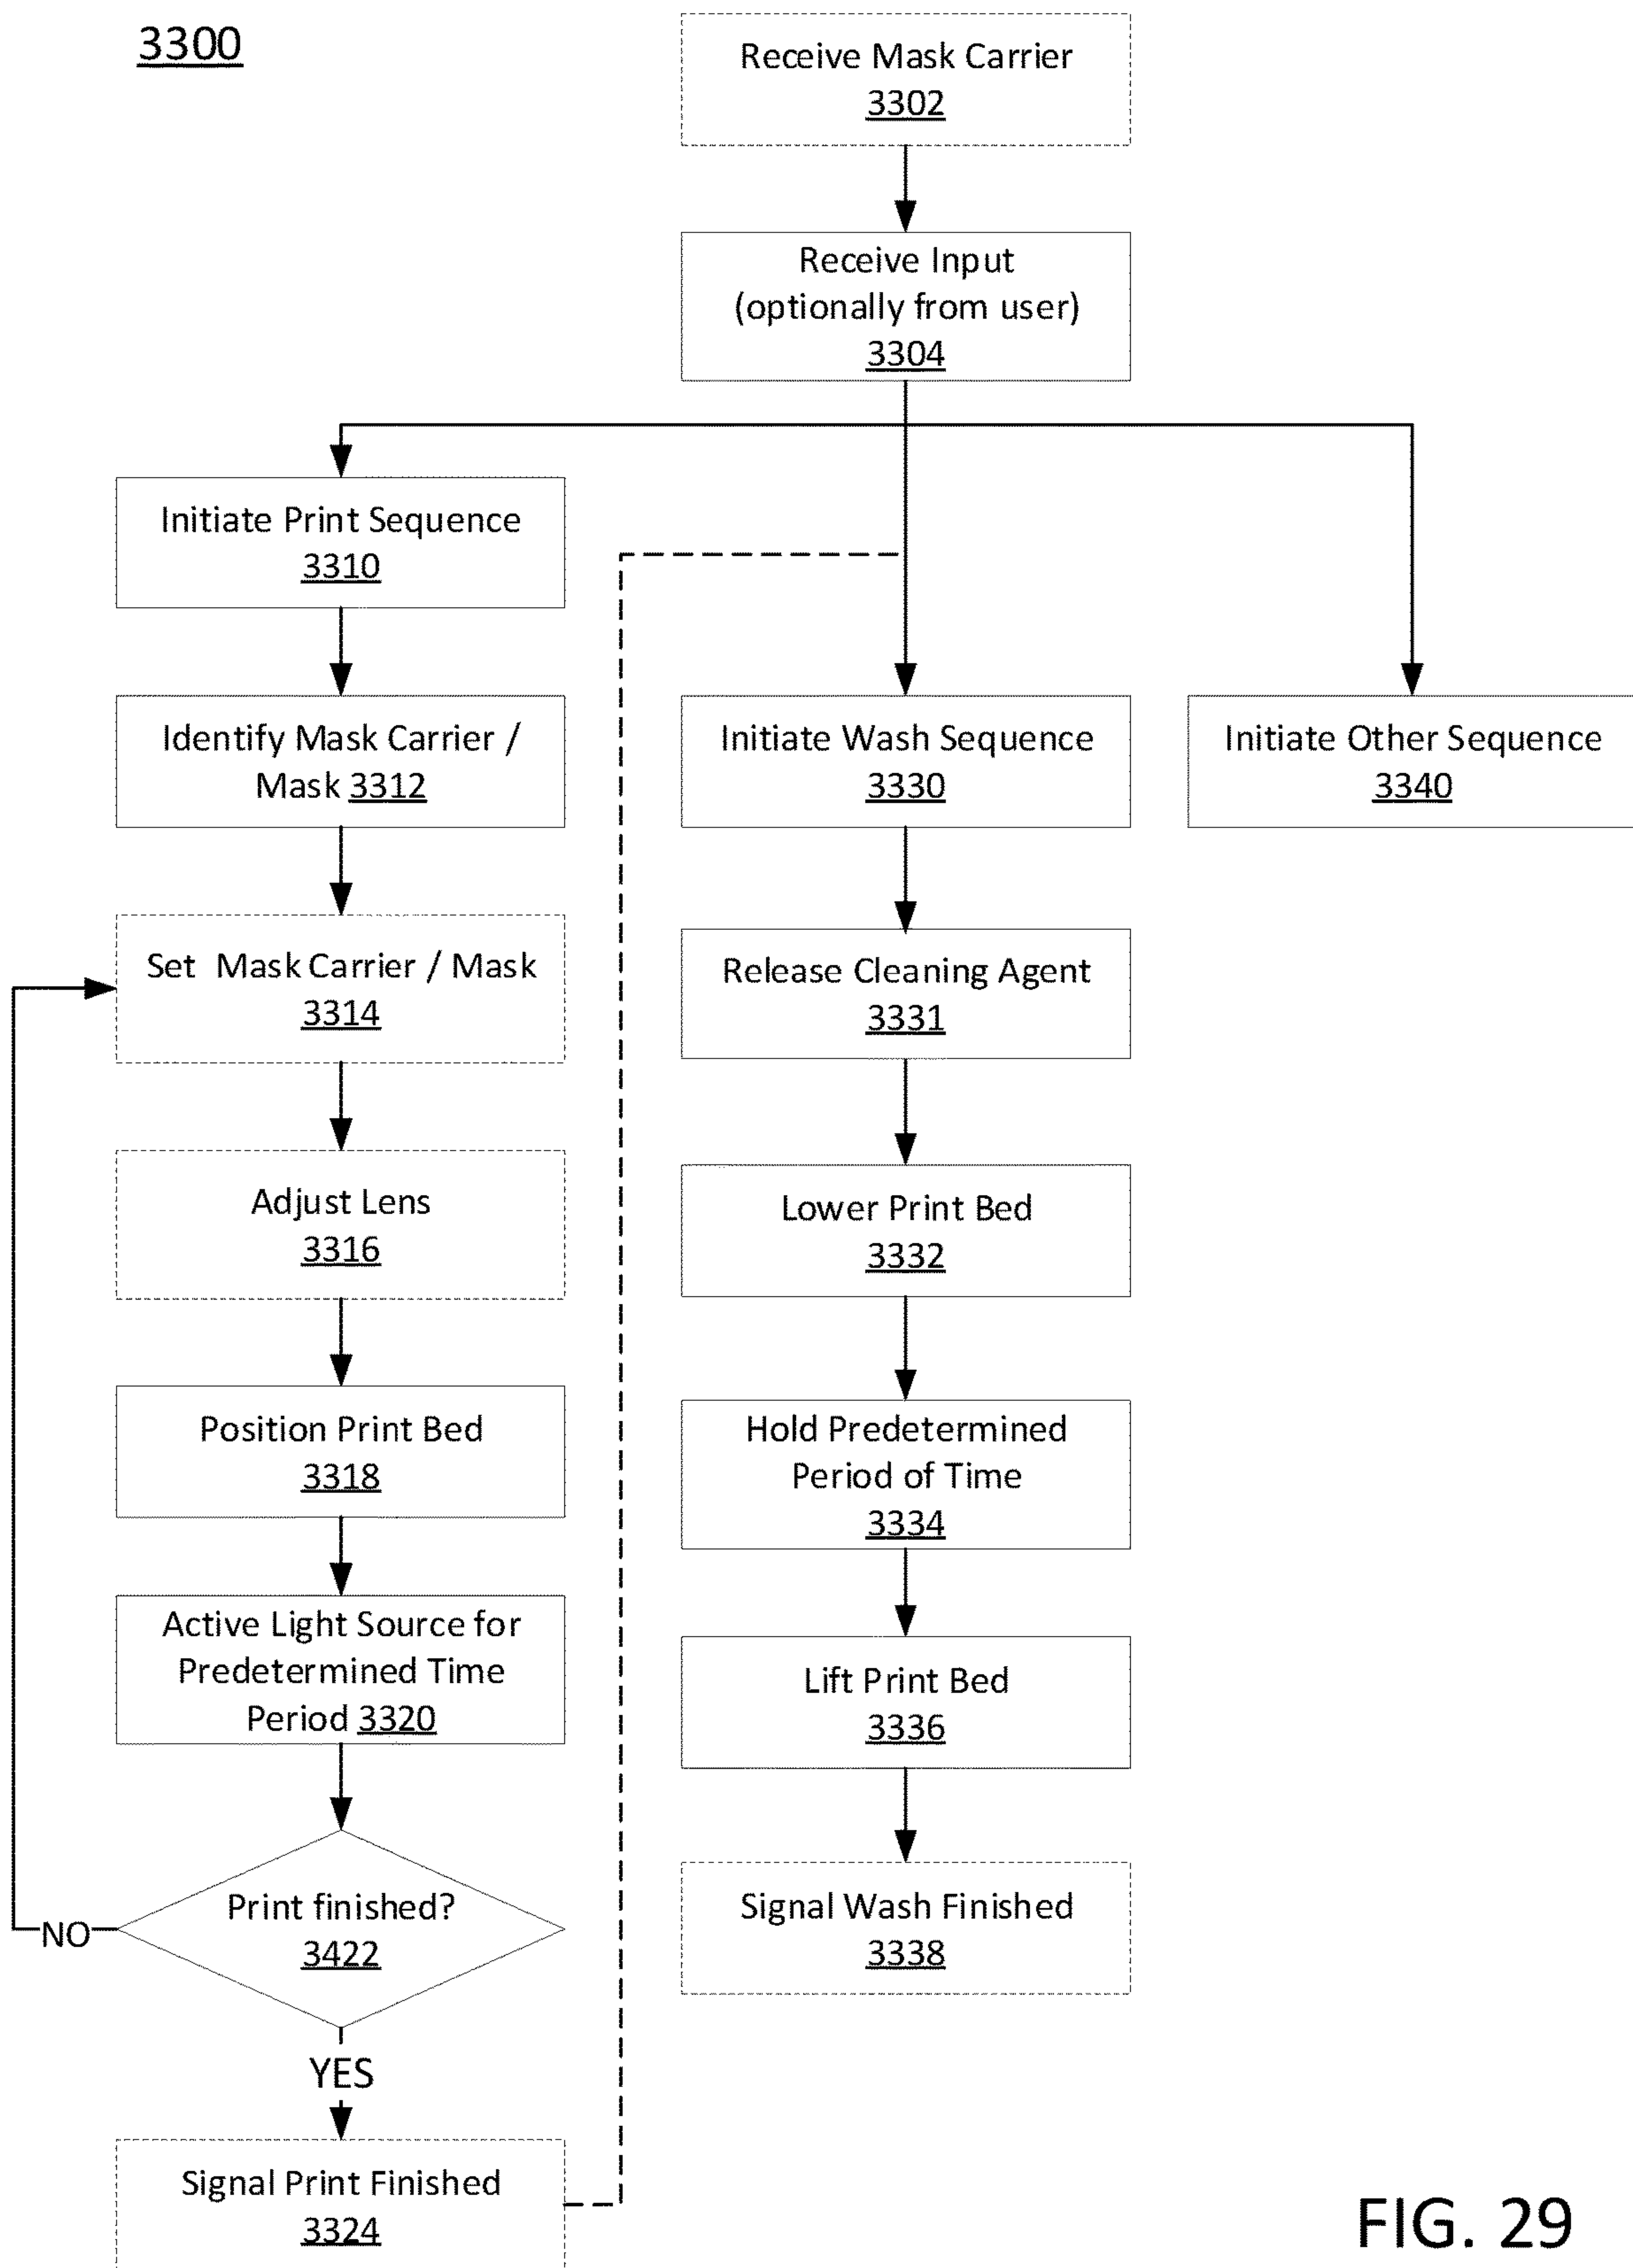 3300
Receive Mask Carrier
3302
Receive Input
(optionally from user)
3304
Initiate Print Sequence
3310
Identify Mask Carrier /
Mask 3312
Set Mask Carrier / Mask
3314
Adjust Lens
3316
Position Print Bed
3318
Active Light Source for
Predetermined Time
Period 3320
Print finished?
3422
NO
YES
Signal Print Finished
3324
Initiate Wash Sequence
3330
Release Cleaning Agent
3331
Lower Print Bed
3332
Hold Predetermined
Period of Time
3334
Lift Print Bed
3336
Signal Wash Finished
3338
Initiate Other Sequence
3340
FIG. 29